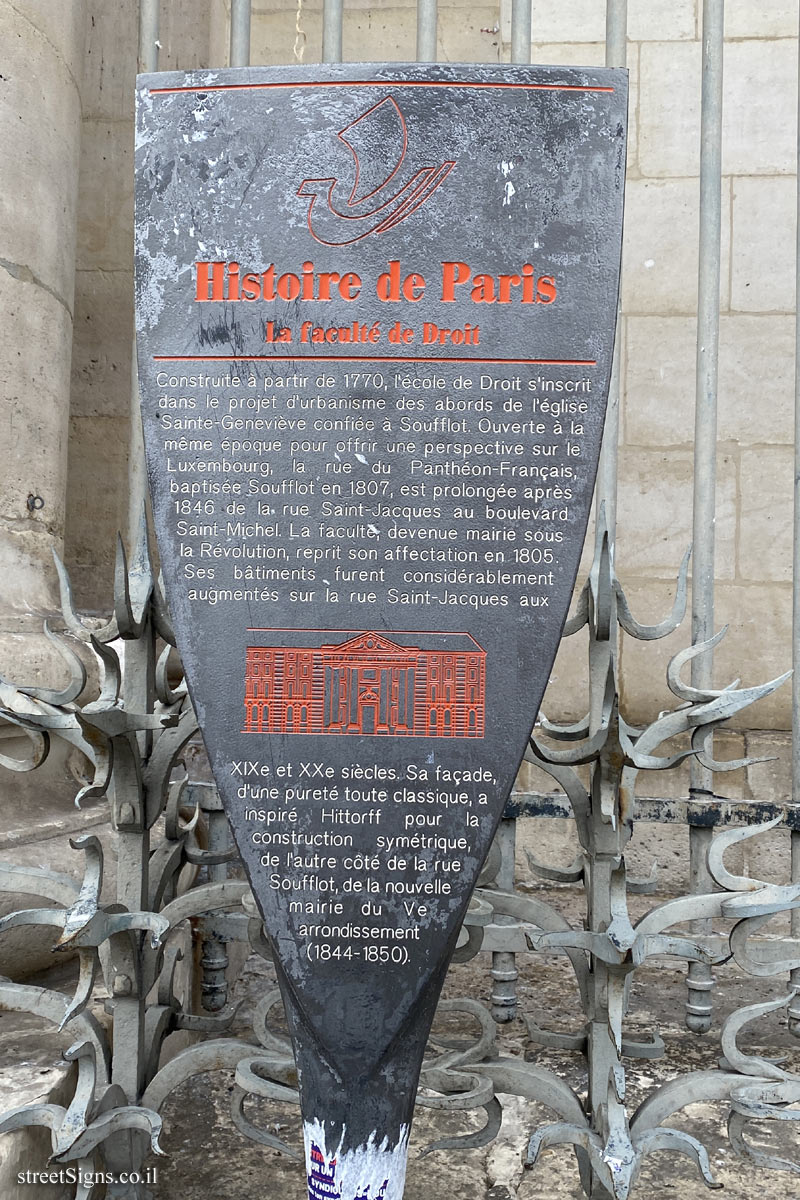 Histoire de Paris
La faculté de Droit
Construite à partir de 1770, l'école de Droit s'inscrit
dans le projet d'urbanisme des abords de l'église
Sainte-Geneviève confiée à Soufflot. Ouverte à la
même époque pour offrir une perspective sur le
Luxembourg, la rue du Panthéon-Français,
baptisée Soufflot en 1807, est prolongée après
1846 de la rue Saint-Jacques au boulevard
Saint-Michel. La faculté, devenue mairie sous
la Révolution, reprit son affectation en 1805.
Ses bâtiments furent considérablement
augmentés sur la rue Saint-Jacques aux
XIXe et XXe siècles. Sa façade,
d'une pureté toute classique, a
inspiré Hittorff pour la
construction symétrique,
de l'autre côté de la rue
Soufflot, de la nouvelle
mairie du Ve
arrondissement
(1844-1850).
UN
streetSigns.co.il